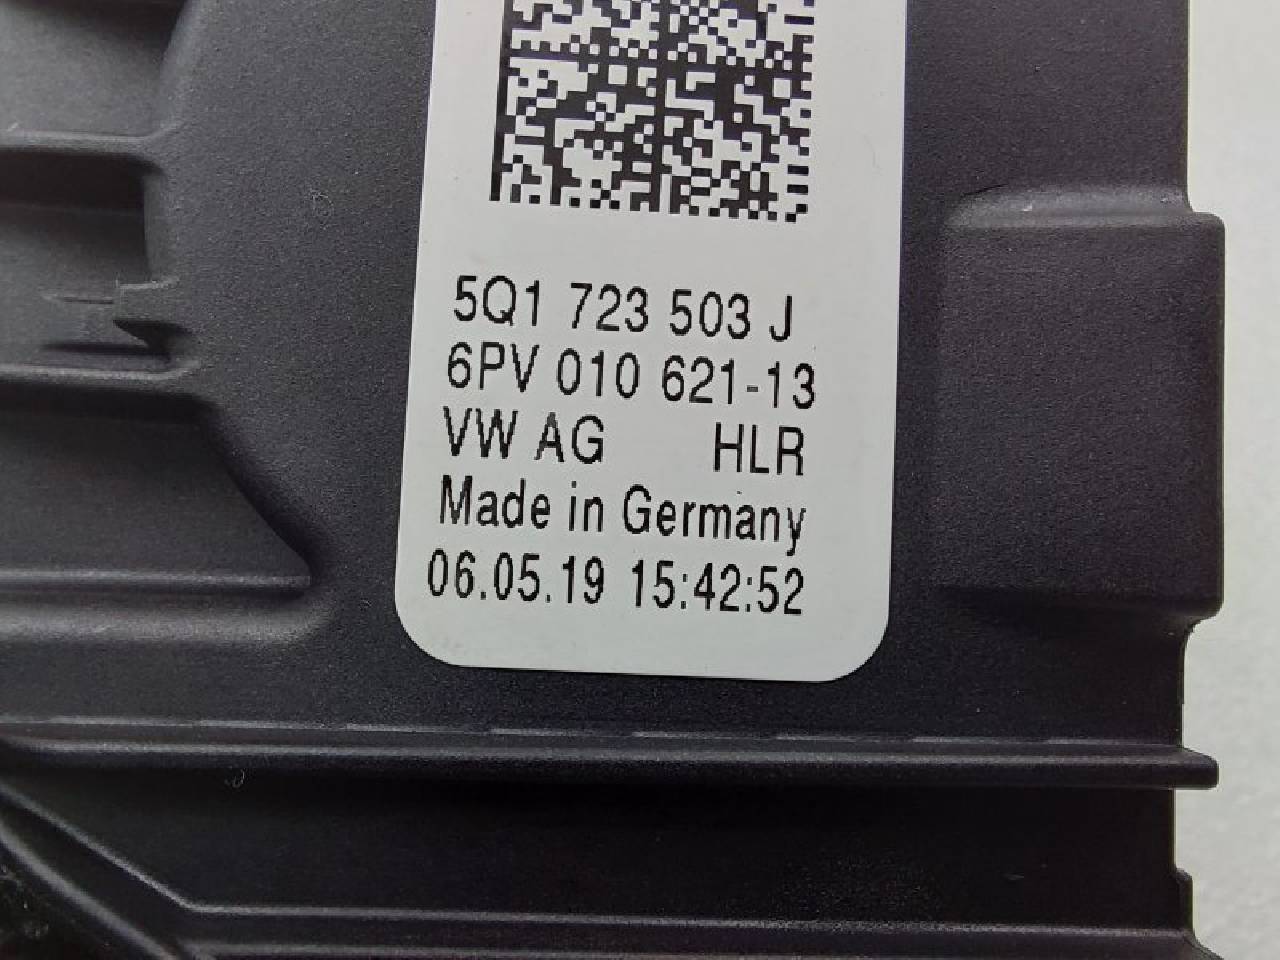 5Q1 723 503 J
6PV 010 621-13
VW AG HLR
Made in Germany
06.05.19 15:42:52